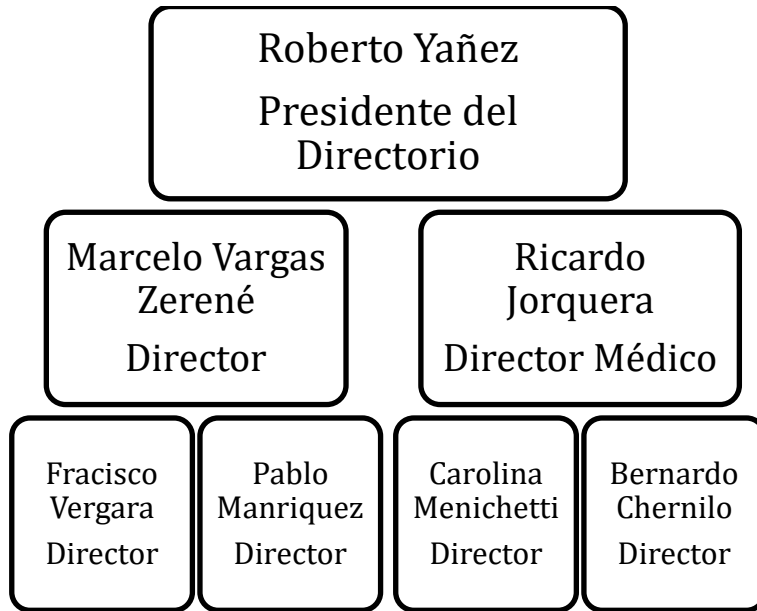 Roberto Yañez
Presidente del
Directorio
Marcelo Vargas
Zerené
Director
Ricardo
Jorquera
Director Médico
Fracisco
Vergara
Director
Pablo
Manriquez
Director
Carolina
Menichetti
Director
Bernardo
Chernilo
Director